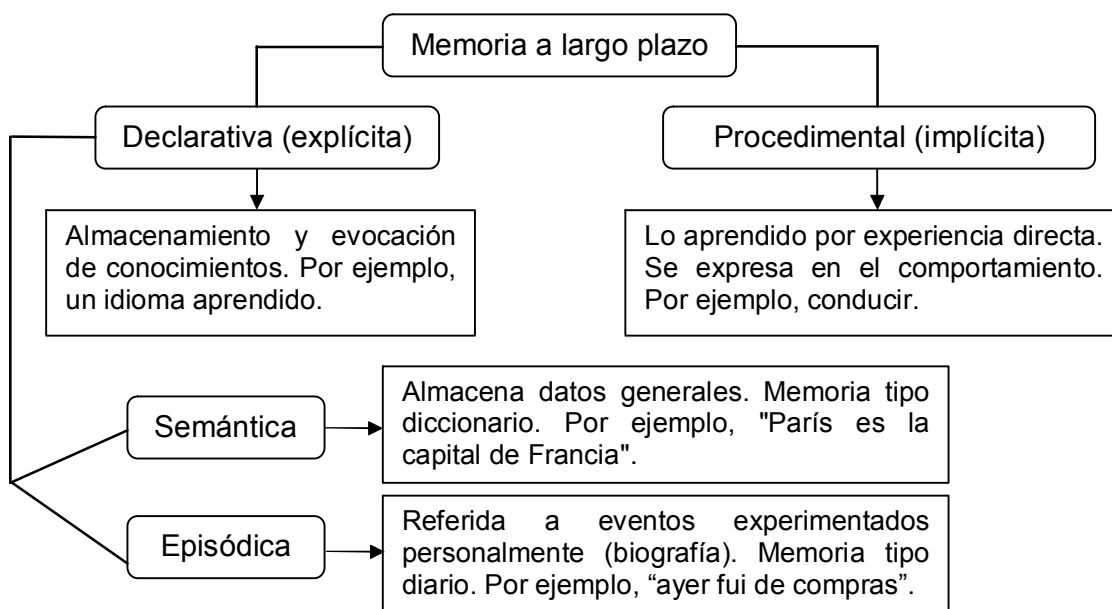 Memoria a largo plazo
Declarativa (explícita)
Procedimental (implícita)
Almacenamiento y evocación
de conocimientos. Por ejemplo,
un idioma aprendido.
Lo aprendido por experiencia directa.
Se expresa en el comportamiento.
Por ejemplo, conducir.
Semántica
Almacena datos generales. Memoria tipo
diccionario. Por ejemplo, "París es la
capital de Francia".
Episódica
Referida a eventos experimentados
personalmente (biografía). Memoria tipo
diario. Por ejemplo, “ayer fui de compras”.